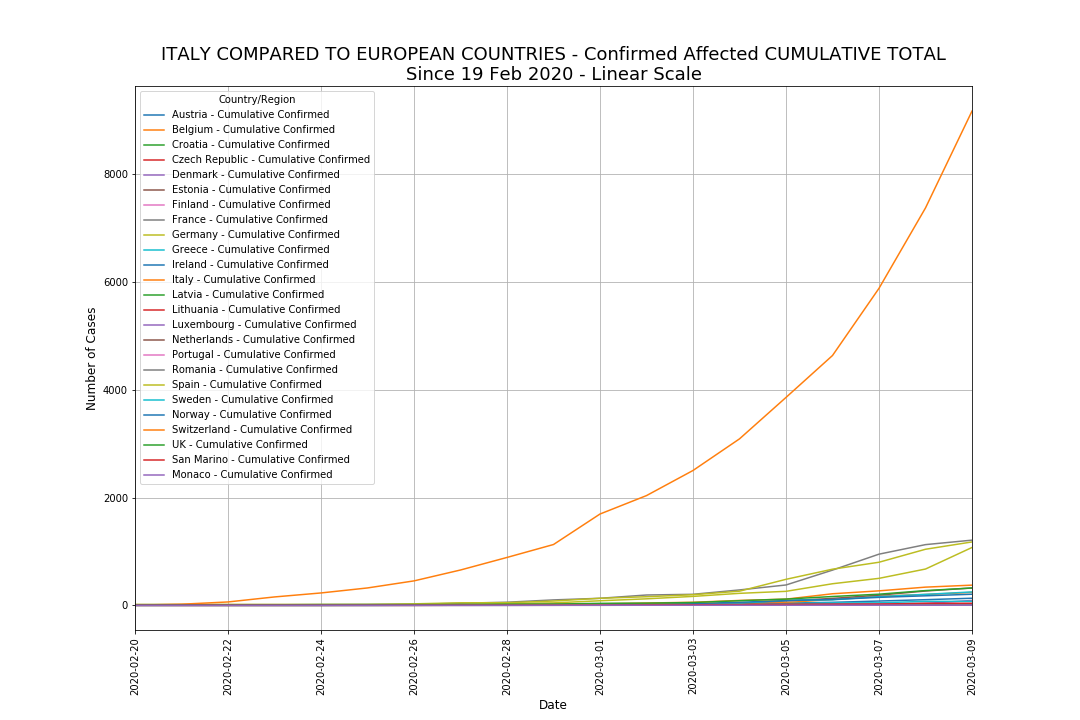 ITALY COMPARED TO EUROPEAN COUNTRIES - Confirmed Affected CUMULATIVE TOTAL
Since 19 Feb 2020 - Linear Scale
Country/Region
Austria - Cumulative Confirmed
Belgium - Cumulative Confirmed
Croatia - Cumulative Confirmed
Czech Republic - Cumulative Confirmed
Denmark - Cumulative Confirmed
Estonia - Cumulative Confirmed
Finland - Cumulative Confirmed
France - Cumulative Confirmed
Germany - Cumulative Confirmed
Greece - Cumulative Confirmed
Ireland - Cumulative Confirmed
Italy - Cumulative Confirmed
Latvia - Cumulative Confirmed
Lithuania - Cumulative Confirmed
Luxembourg - Cumulative Confirmed
Netherlands - Cumulative Confirmed
Portugal - Cumulative Confirmed
Romania - Cumulative Confirmed
Spain - Cumulative Confirmed
Sweden - Cumulative Confirmed
Norway - Cumulative Confirmed
Switzerland - Cumulative Confirmed
UK - Cumulative Confirmed
San Marino - Cumulative Confirmed
Monaco - Cumulative Confirmed
Number of Cases
8000
6000
4000
2000
0
2020-02-20
2020-02-22
2020-02-24
2020-02-26
2020-02-28
2020-03-01
2020-03-03
2020-03-05
2020-03-07
2020-03-09
Date